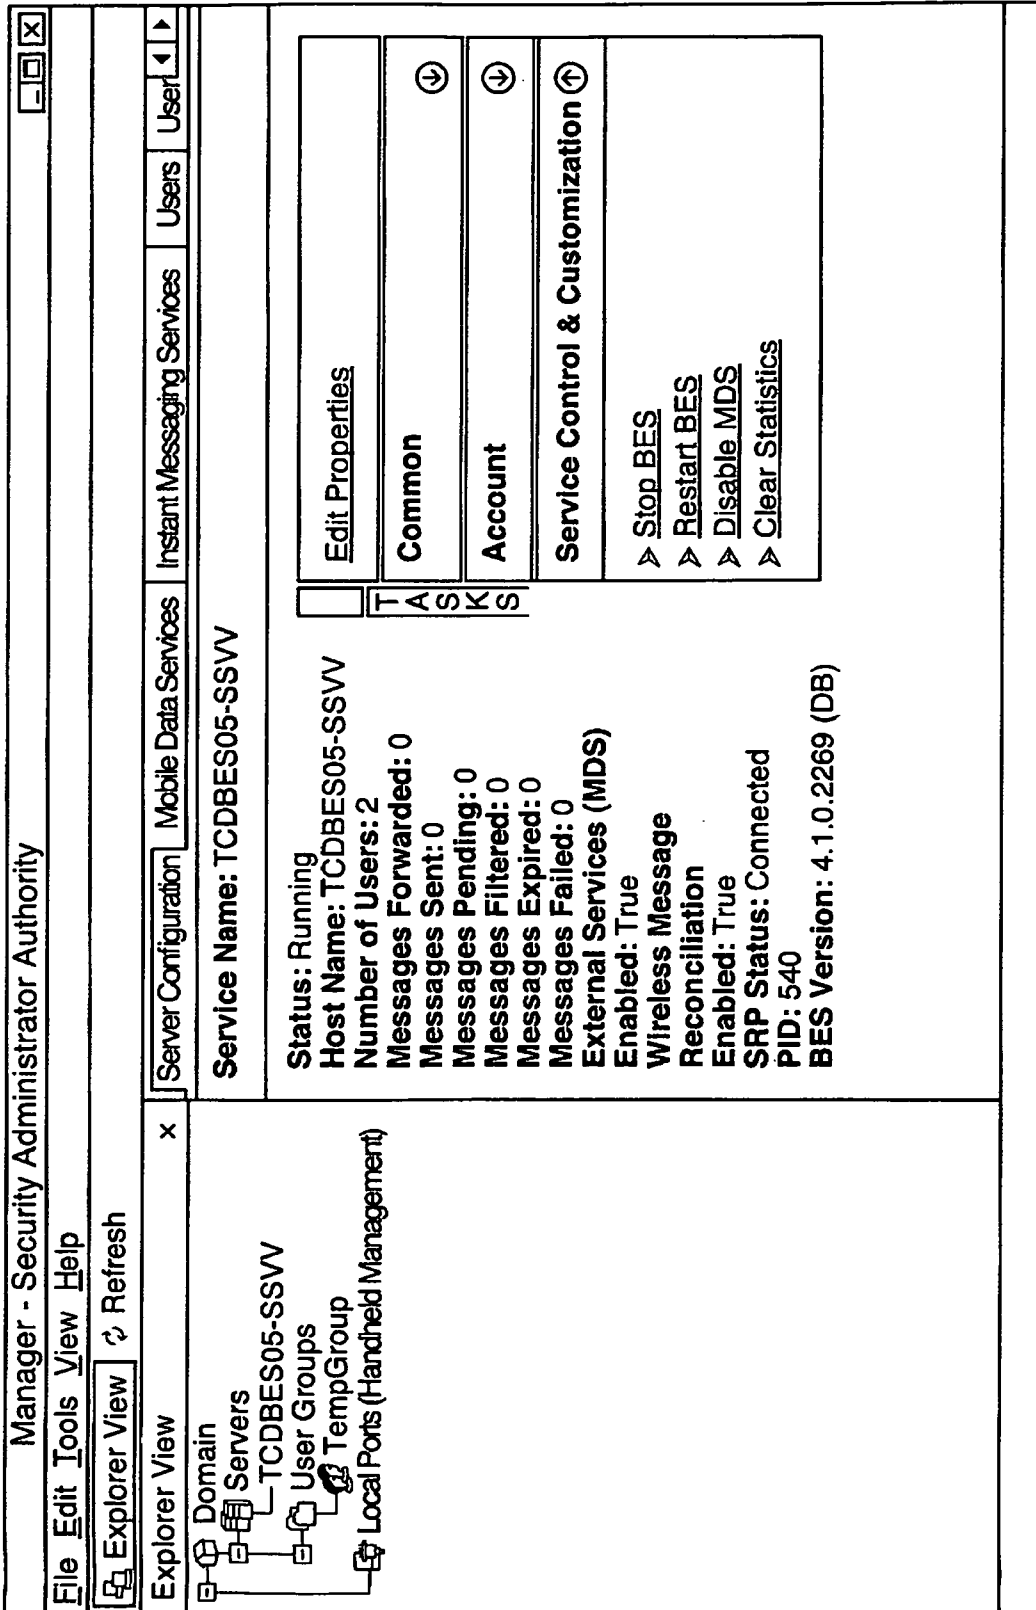 Manager - Security Administrator Authority
File Edit Tools View Help
Explorer View Refresh
Explorer View x
Domain
Servers
TCDBES05-SSVV
User Groups
TempGroup
Local Ports (Handheld Management)
Server Configuration Mobile Data Services Instant Messaging Services Users User
Service Name: TCDBES05-SSVV
Status: Running
Host Name: TCDBES05-SSVV
Number of Users: 2
Messages Forwarded: 0
Messages Sent: 0
Messages Pending: 0
Messages Filtered: 0
Messages Expired: 0
Messages Failed: 0
External Services (MDS)
Enabled: True
Wireless Message
Reconciliation
Enabled: True
SRP Status: Connected
PID: 540
BES Version: 4.1.0.2269 (DB)
TASKS
Edit Properties
Common
Account
Service Control & Customization
Stop BES
Restart BES
Disable MDS
Clear Statistics